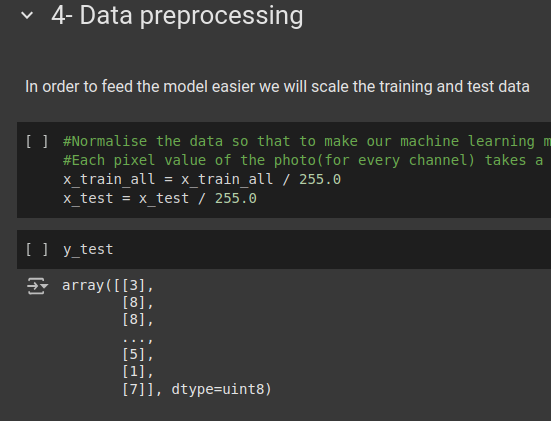 4- Data preprocessing
In order to feed the model easier we will scale the training and test data
[ ] #Normalise the data so that to make our machine learning m
#Each pixel value of the photo(for every channel) takes a
x_train_all = x_train_all / 255.0
x_test = x_test / 255.0
[ ] y_test
array([[3],
[8],
[8],
...,
[5],
[1],
[7]], dtype=uint8)